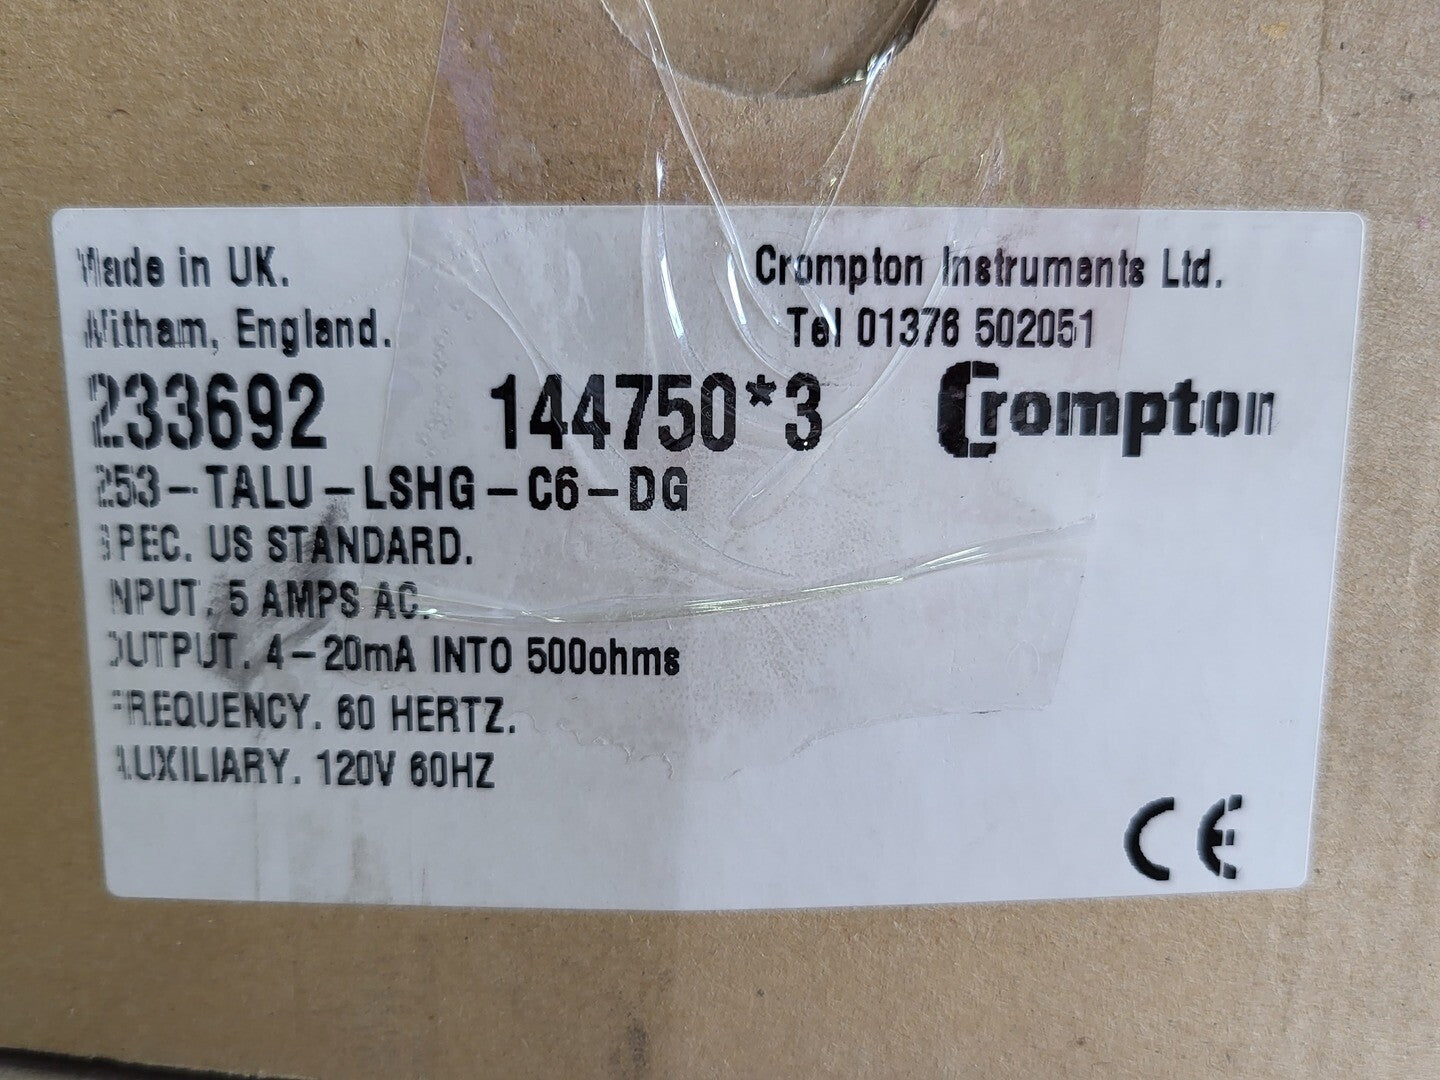 Made in UK.
Crompton Instruments Ltd.
Witham, England.
Tel 01376 502051
233692 144750*3 Crompton
253-TALU-LSHG-C6-DG
SPEC. US STANDARD.
INPUT. 5 AMPS AC.
OUTPUT. 4-20mA INTO 500ohms
FREQUENCY. 60 HERTZ.
AUXILIARY. 120V 60HZ
CE